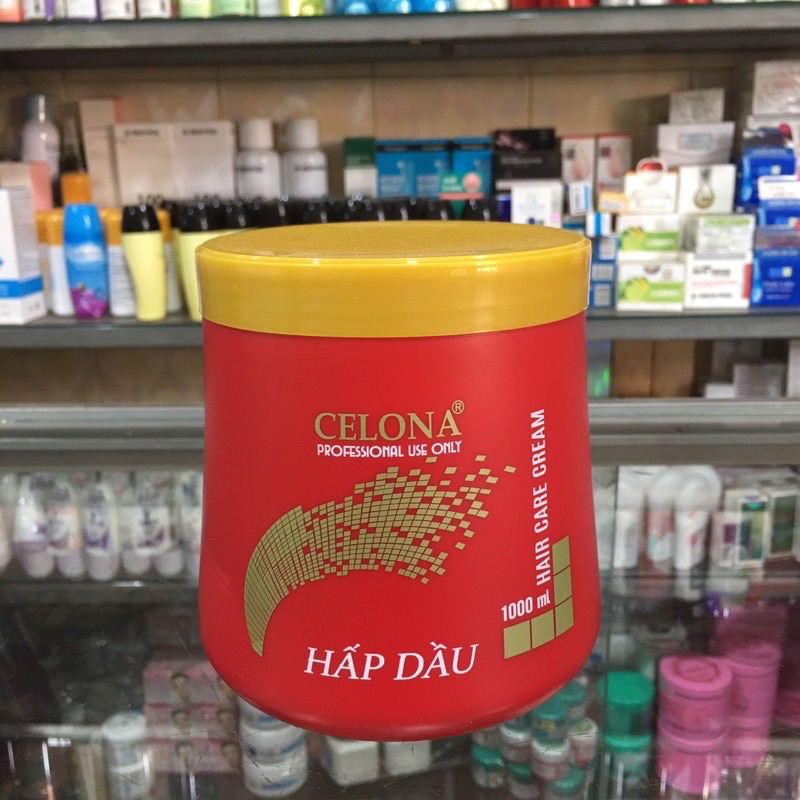 CELONA®
PROFESSIONAL USE ONLY
HAIR CARE CREAM
1000 ml
HẤP DẦU